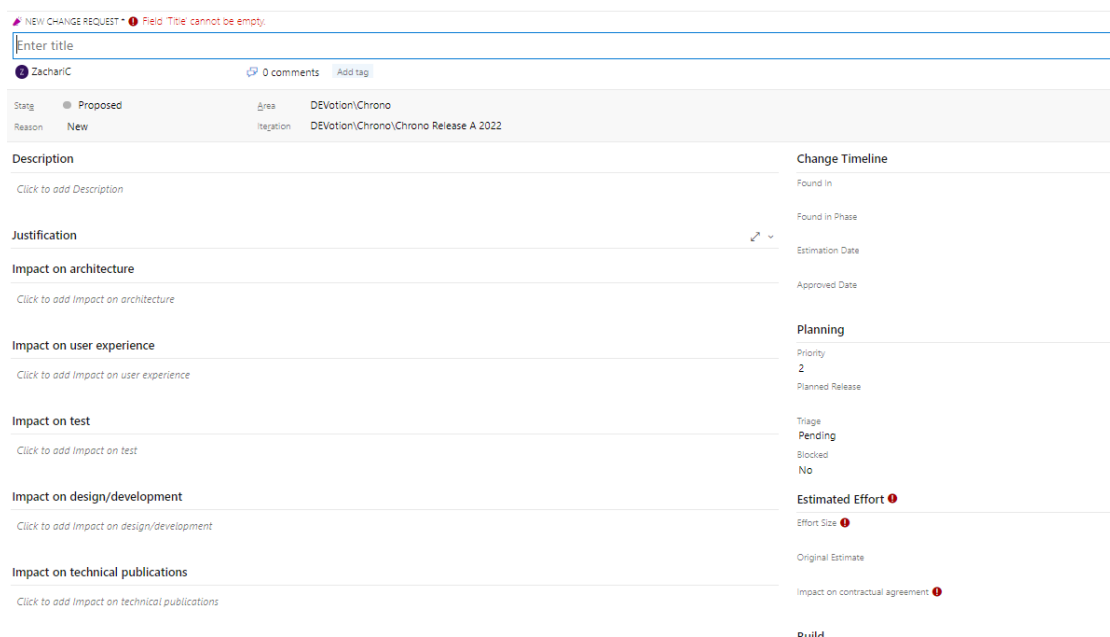 NEW CHANGE REQUEST * Field 'Title' cannot be empty.
Enter title
Z ZachariC 0 comments Add tag
State Proposed Area DEVotion\Chrono
Reason New Iteration DEVotion\Chrono\Chrono Release A 2022
Description
Click to add Description
Justification
Impact on architecture
Click to add Impact on architecture
Impact on user experience
Click to add Impact on user experience
Impact on test
Click to add Impact on test
Impact on design/development
Click to add Impact on design/development
Impact on technical publications
Click to add Impact on technical publications
Change Timeline
Found In
Found in Phase
Estimation Date
Approved Date
Planning
Priority
2
Planned Release
Triage
Pending
Blocked
No
Estimated Effort
Effort Size
Original Estimate
Impact on contractual agreement
Build